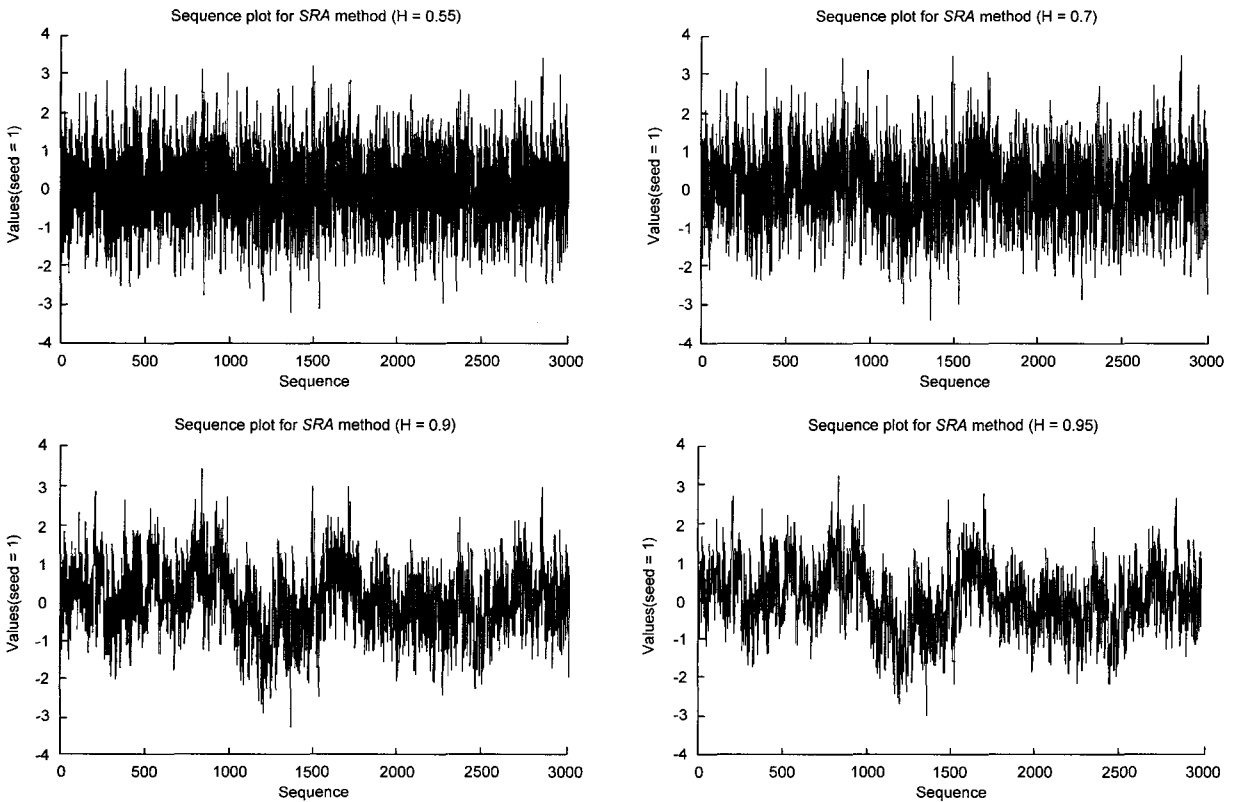 Sequence plot for SRA method (H = 0.55)
4
3
2
1
0
-1
-2
-3
-4
Values(seed = 1)
0 500 1000 1500 2000 2500 3000
Sequence
Sequence plot for SRA method (H = 0.7)
4
3
2
1
0
-1
-2
-3
-4
Values(seed = 1)
0 500 1000 1500 2000 2500 3000
Sequence
Sequence plot for SRA method (H = 0.9)
4
3
2
1
0
-1
-2
-3
-4
Values(seed = 1)
0 500 1000 1500 2000 2500 3000
Sequence
Sequence plot for SRA method (H = 0.95)
4
3
2
1
0
-1
-2
-3
-4
Values(seed = 1)
0 500 1000 1500 2000 2500 3000
Sequence